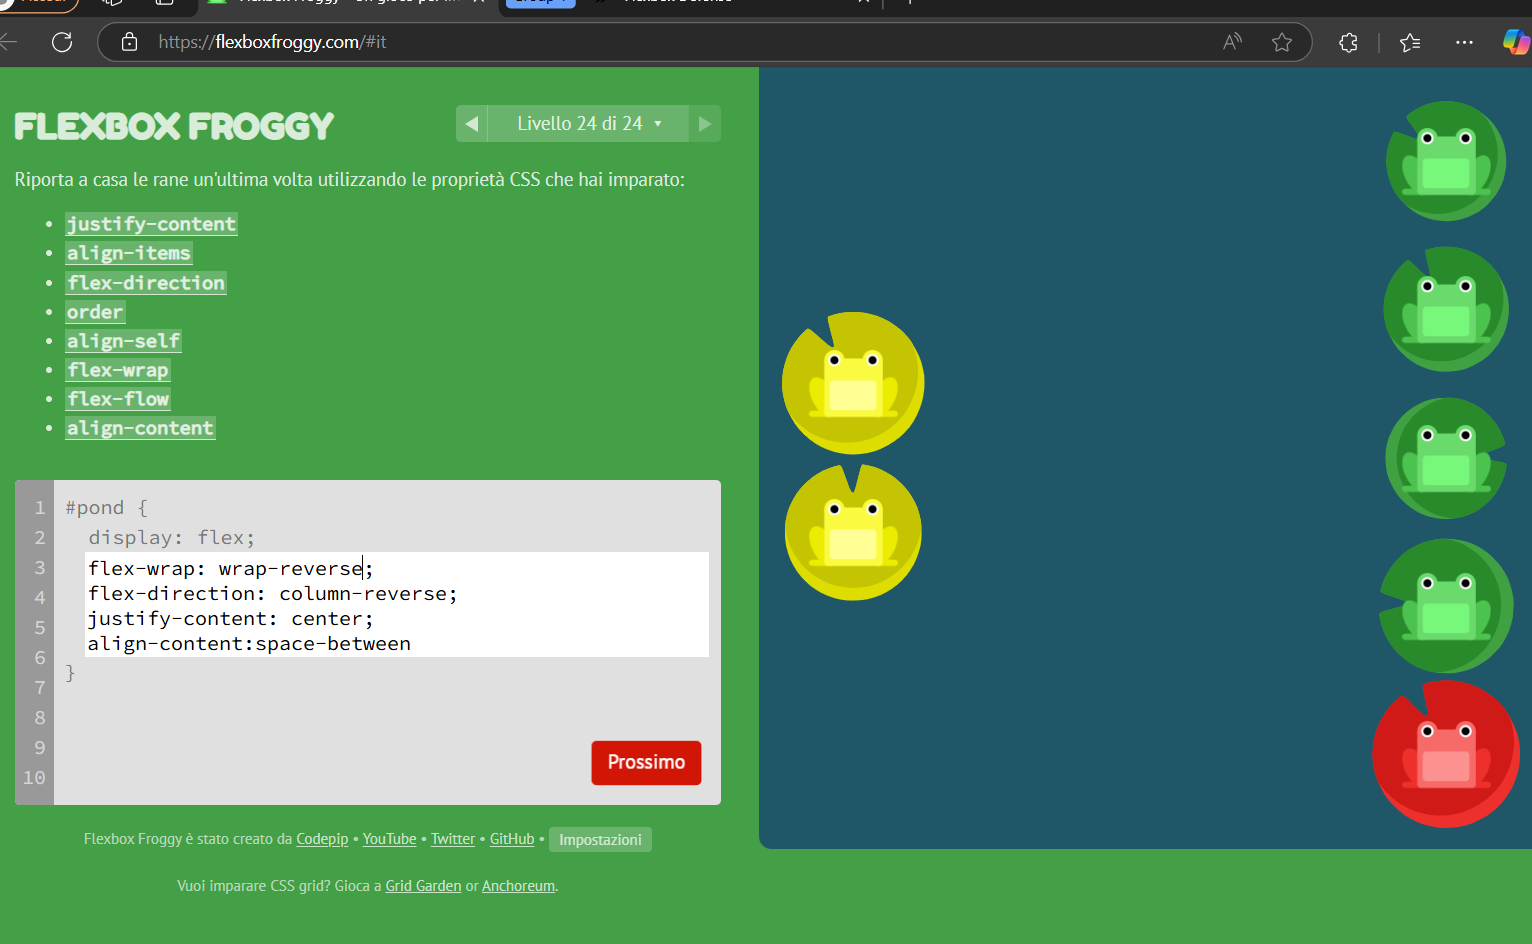 https://flexboxfroggy.com/#it
FLEXBOX FROGGY
Livello 24 di 24
Riporta a casa le rane un'ultima volta utilizzando le proprietà CSS che hai imparato:
• justify-content
• align-items
• flex-direction
• order
• align-self
• flex-wrap
• flex-flow
• align-content
1 #pond {
2 display: flex;
3 flex-wrap: wrap-reverse;
4 flex-direction: column-reverse;
5 justify-content: center;
6 align-content:space-between
}
7
8
9
10
Prossimo
Flexbox Froggy è stato creato da Codepip • YouTube • Twitter • GitHub • Impostazioni
Vuoi imparare CSS grid? Gioca a Grid Garden or Anchoreum.